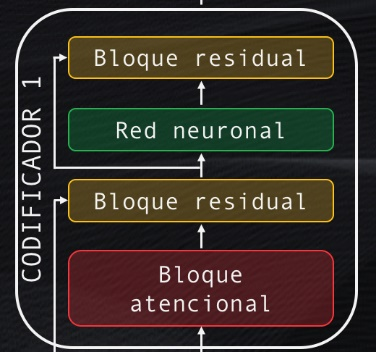 Bloque residual
Red neuronal
Bloque residual
Bloque
atencional
CODIFICADOR 1